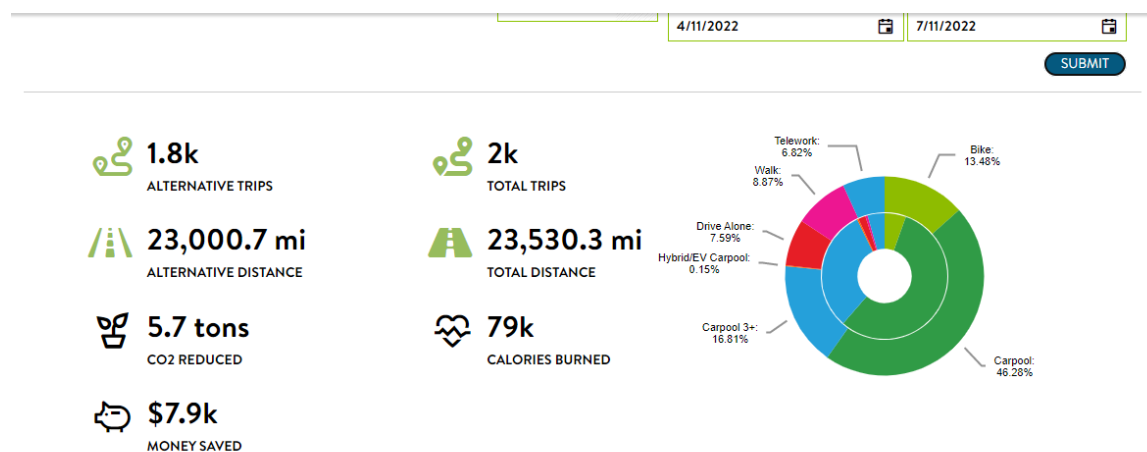 4/11/2022
7/11/2022
SUBMIT
1.8k
ALTERNATIVE TRIPS
2k
TOTAL TRIPS
23,000.7 mi
ALTERNATIVE DISTANCE
23,530.3 mi
TOTAL DISTANCE
5.7 tons
CO2 REDUCED
79k
CALORIES BURNED
$7.9k
MONEY SAVED
Telework:
6.82%
Bike:
13.48%
Walk:
8.87%
Drive Alone:
7.59%
Hybrid/EV Carpool:
0.15%
Carpool 3+:
16.81%
Carpool:
46.28%